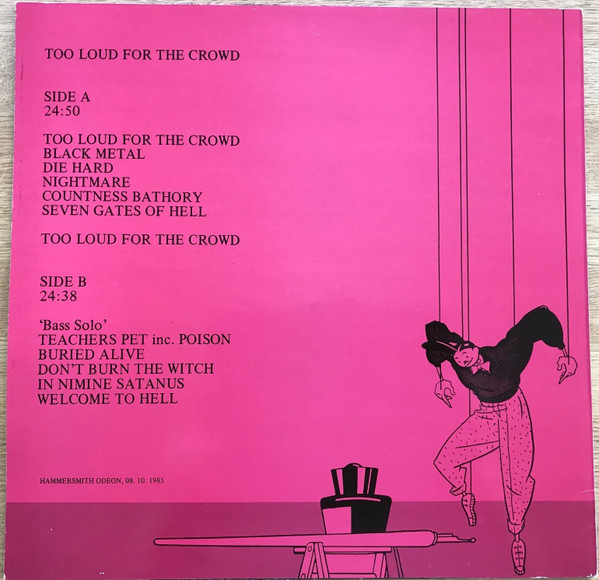 TOO LOUD FOR THE CROWD
SIDE A
24:50
TOO LOUD FOR THE CROWD
BLACK METAL
DIE HARD
NIGHTMARE
COUNTNESS BATHORY
SEVEN GATES OF HELL
TOO LOUD FOR THE CROWD
SIDE B
24:38
‘Bass Solo’
TEACHERS PET inc. POISON
BURIED ALIVE
DON'T BURN THE WITCH
IN NIMINE SATANUS
WELCOME TO HELL
HAMMERSMITH ODEON, 08. 10. 1985